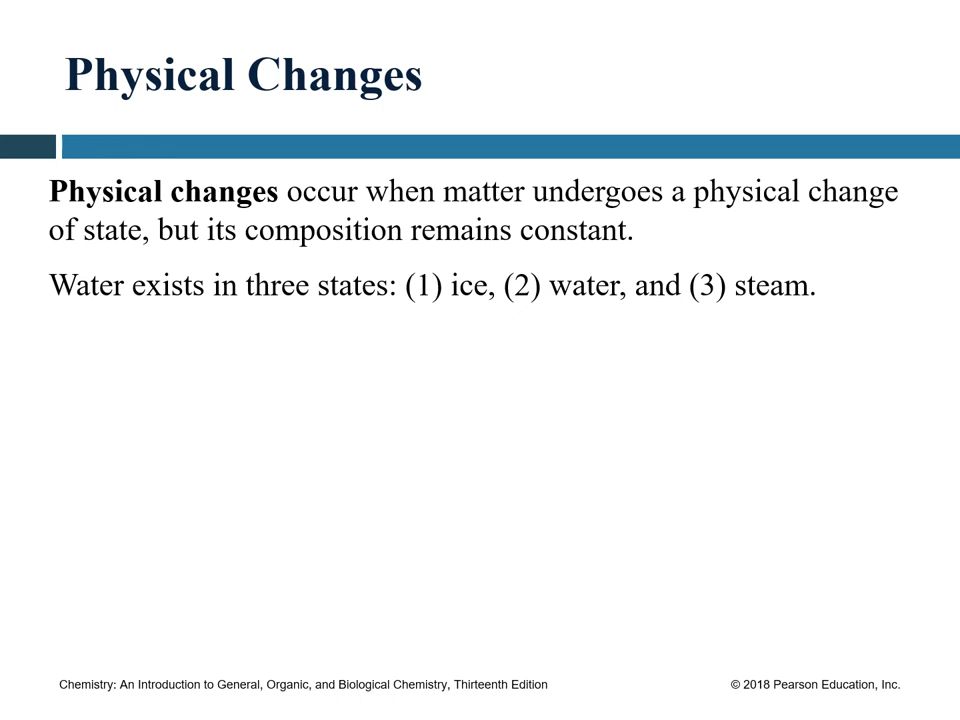 Physical Changes
Physical changes occur when matter undergoes a physical change
of state, but its composition remains constant.
Water exists in three states: (1) ice, (2) water, and (3) steam.
Chemistry: An Introduction to General, Organic, and Biological Chemistry, Thirteenth Edition
© 2018 Pearson Education, Inc.